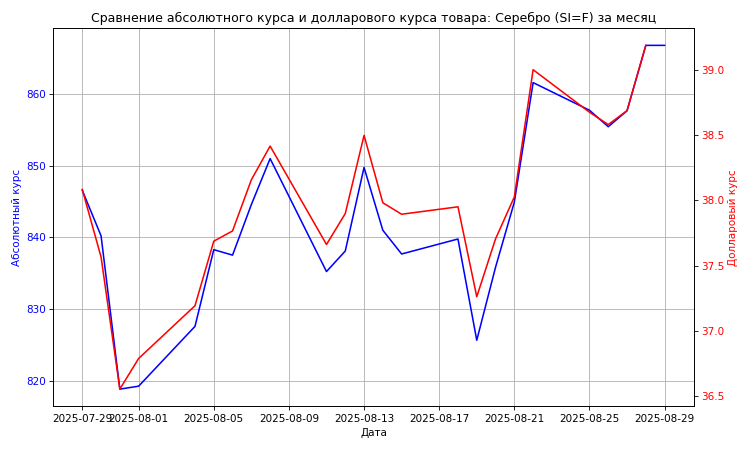 Сравнение абсолютного курса и долларового курса товара: Серебро (SI=F) за месяц
Абсолютный курс
860
850
840
830
820
39.0
38.5
38.0
37.5
37.0
36.5
Долларовый курс
2025-07-29 2025-08-01 2025-08-05 2025-08-09 2025-08-13 2025-08-17 2025-08-21 2025-08-25 2025-08-29
Дата